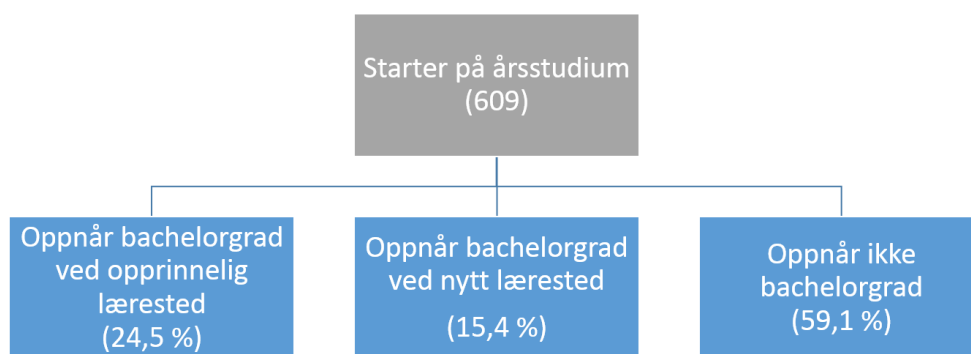 Starter på årsstudium
(609)
Oppnår bachelorgrad
ved opprinnelig
lærested
(24,5 %)
Oppnår bachelorgrad
ved nytt lærested
(15,4 %)
Oppnår ikke
bachelorgrad
(59,1 %)